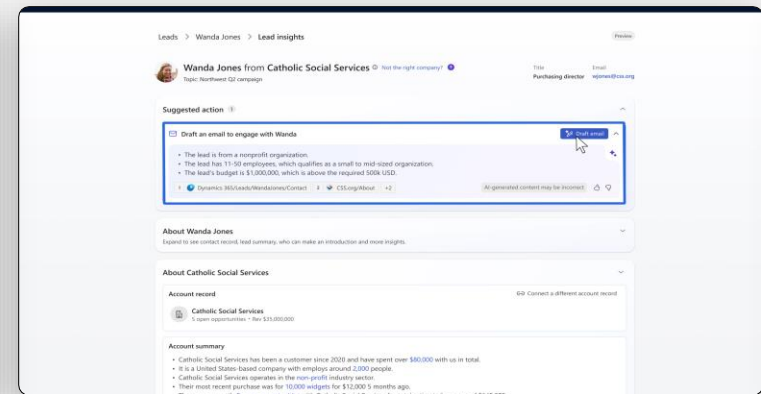 Leads > Wanda Jones > Lead insights
Preview
Wanda Jones from Catholic Social Services Not the right company?
Topic: Northwest Q2 campaign
Title
Purchasing director
Email
wjones@css.org
Suggested action
Draft an email to engage with Wanda
Draft email
• The lead is from a nonprofit organization.
• The lead has 11-50 employees, which qualifies as a small to mid-sized organization.
• The lead's budget is $1,000,000, which is above the required 500k USD.
Dynamics 365/Leads/WandaJones/Contact
CSS.org/About
+2
AI-generated content may be incorrect
About Wanda Jones
Expand to see contact record, lead summary, who can make an introduction and more insights.
About Catholic Social Services
Account record
Connect a different account record
Catholic Social Services
5 open opportunities • Rev $35,000,000
Account summary
• Catholic Social Services has been a customer since 2020 and have spent over $80,000 with us in total.
• It is a United States-based company with employs around 2,000 people.
• Catholic Social Services operates in the non-profit industry sector.
• Their most recent purchase was for 10,000 widgets for $12,000 5 months ago.